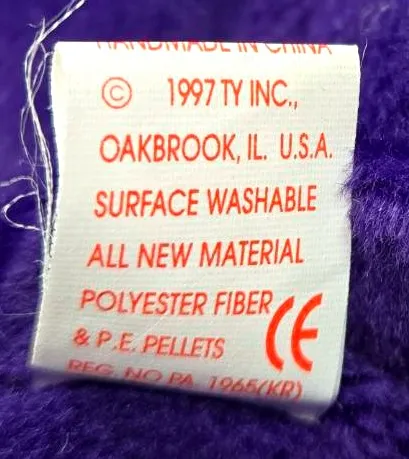 HANDMADE IN CHINA
© 1997 TY INC.,
OAKBROOK, IL. U.S.A.
SURFACE WASHABLE
ALL NEW MATERIAL
POLYESTER FIBER
& P.E. PELLETS CE
REG. NO PA. 1965(KR)